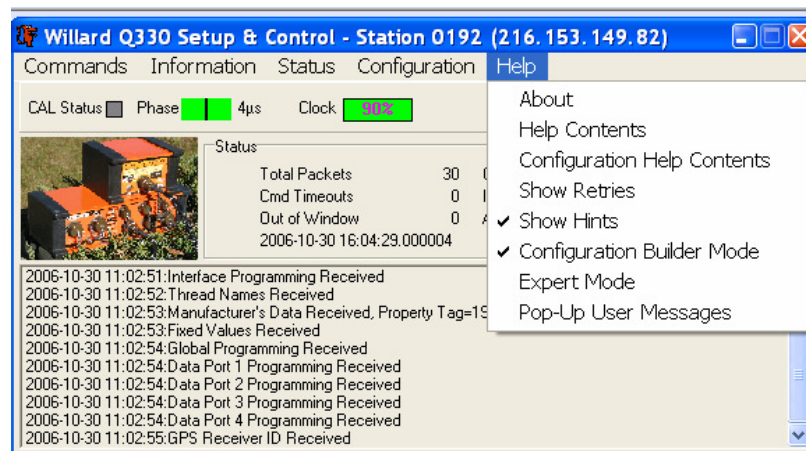 Willard Q330 Setup & Control - Station 0192 (216.153.149.82)
Commands Information Status Configuration Help
CAL Status Phase 4µs Clock 90%
About
Help Contents
Configuration Help Contents
Show Retries
Show Hints
Configuration Builder Mode
Expert Mode
Pop-Up User Messages
Status
Total Packets 30
Cmd Timeouts 0
Out of Window 0
2006-10-30 16:04:29.000004
2006-10-30 11:02:51:Interface Programming Received
2006-10-30 11:02:52:Thread Names Received
2006-10-30 11:02:53:Manufacturer's Data Received, Property Tag=
2006-10-30 11:02:53:Fixed Values Received
2006-10-30 11:02:54:Global Programming Received
2006-10-30 11:02:54:Data Port 1 Programming Received
2006-10-30 11:02:54:Data Port 2 Programming Received
2006-10-30 11:02:54:Data Port 3 Programming Received
2006-10-30 11:02:54:Data Port 4 Programming Received
2006-10-30 11:02:55:GPS Receiver ID Received